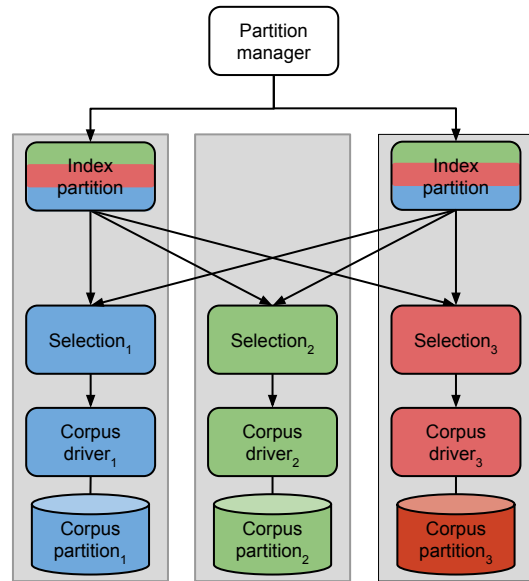 Partition
manager
Index
partition
Index
partition
Selection₁
Selection₂
Selection₃
Corpus
driver₁
Corpus
driver₂
Corpus
driver₃
Corpus
partition₁
Corpus
partition₂
Corpus
partition₃